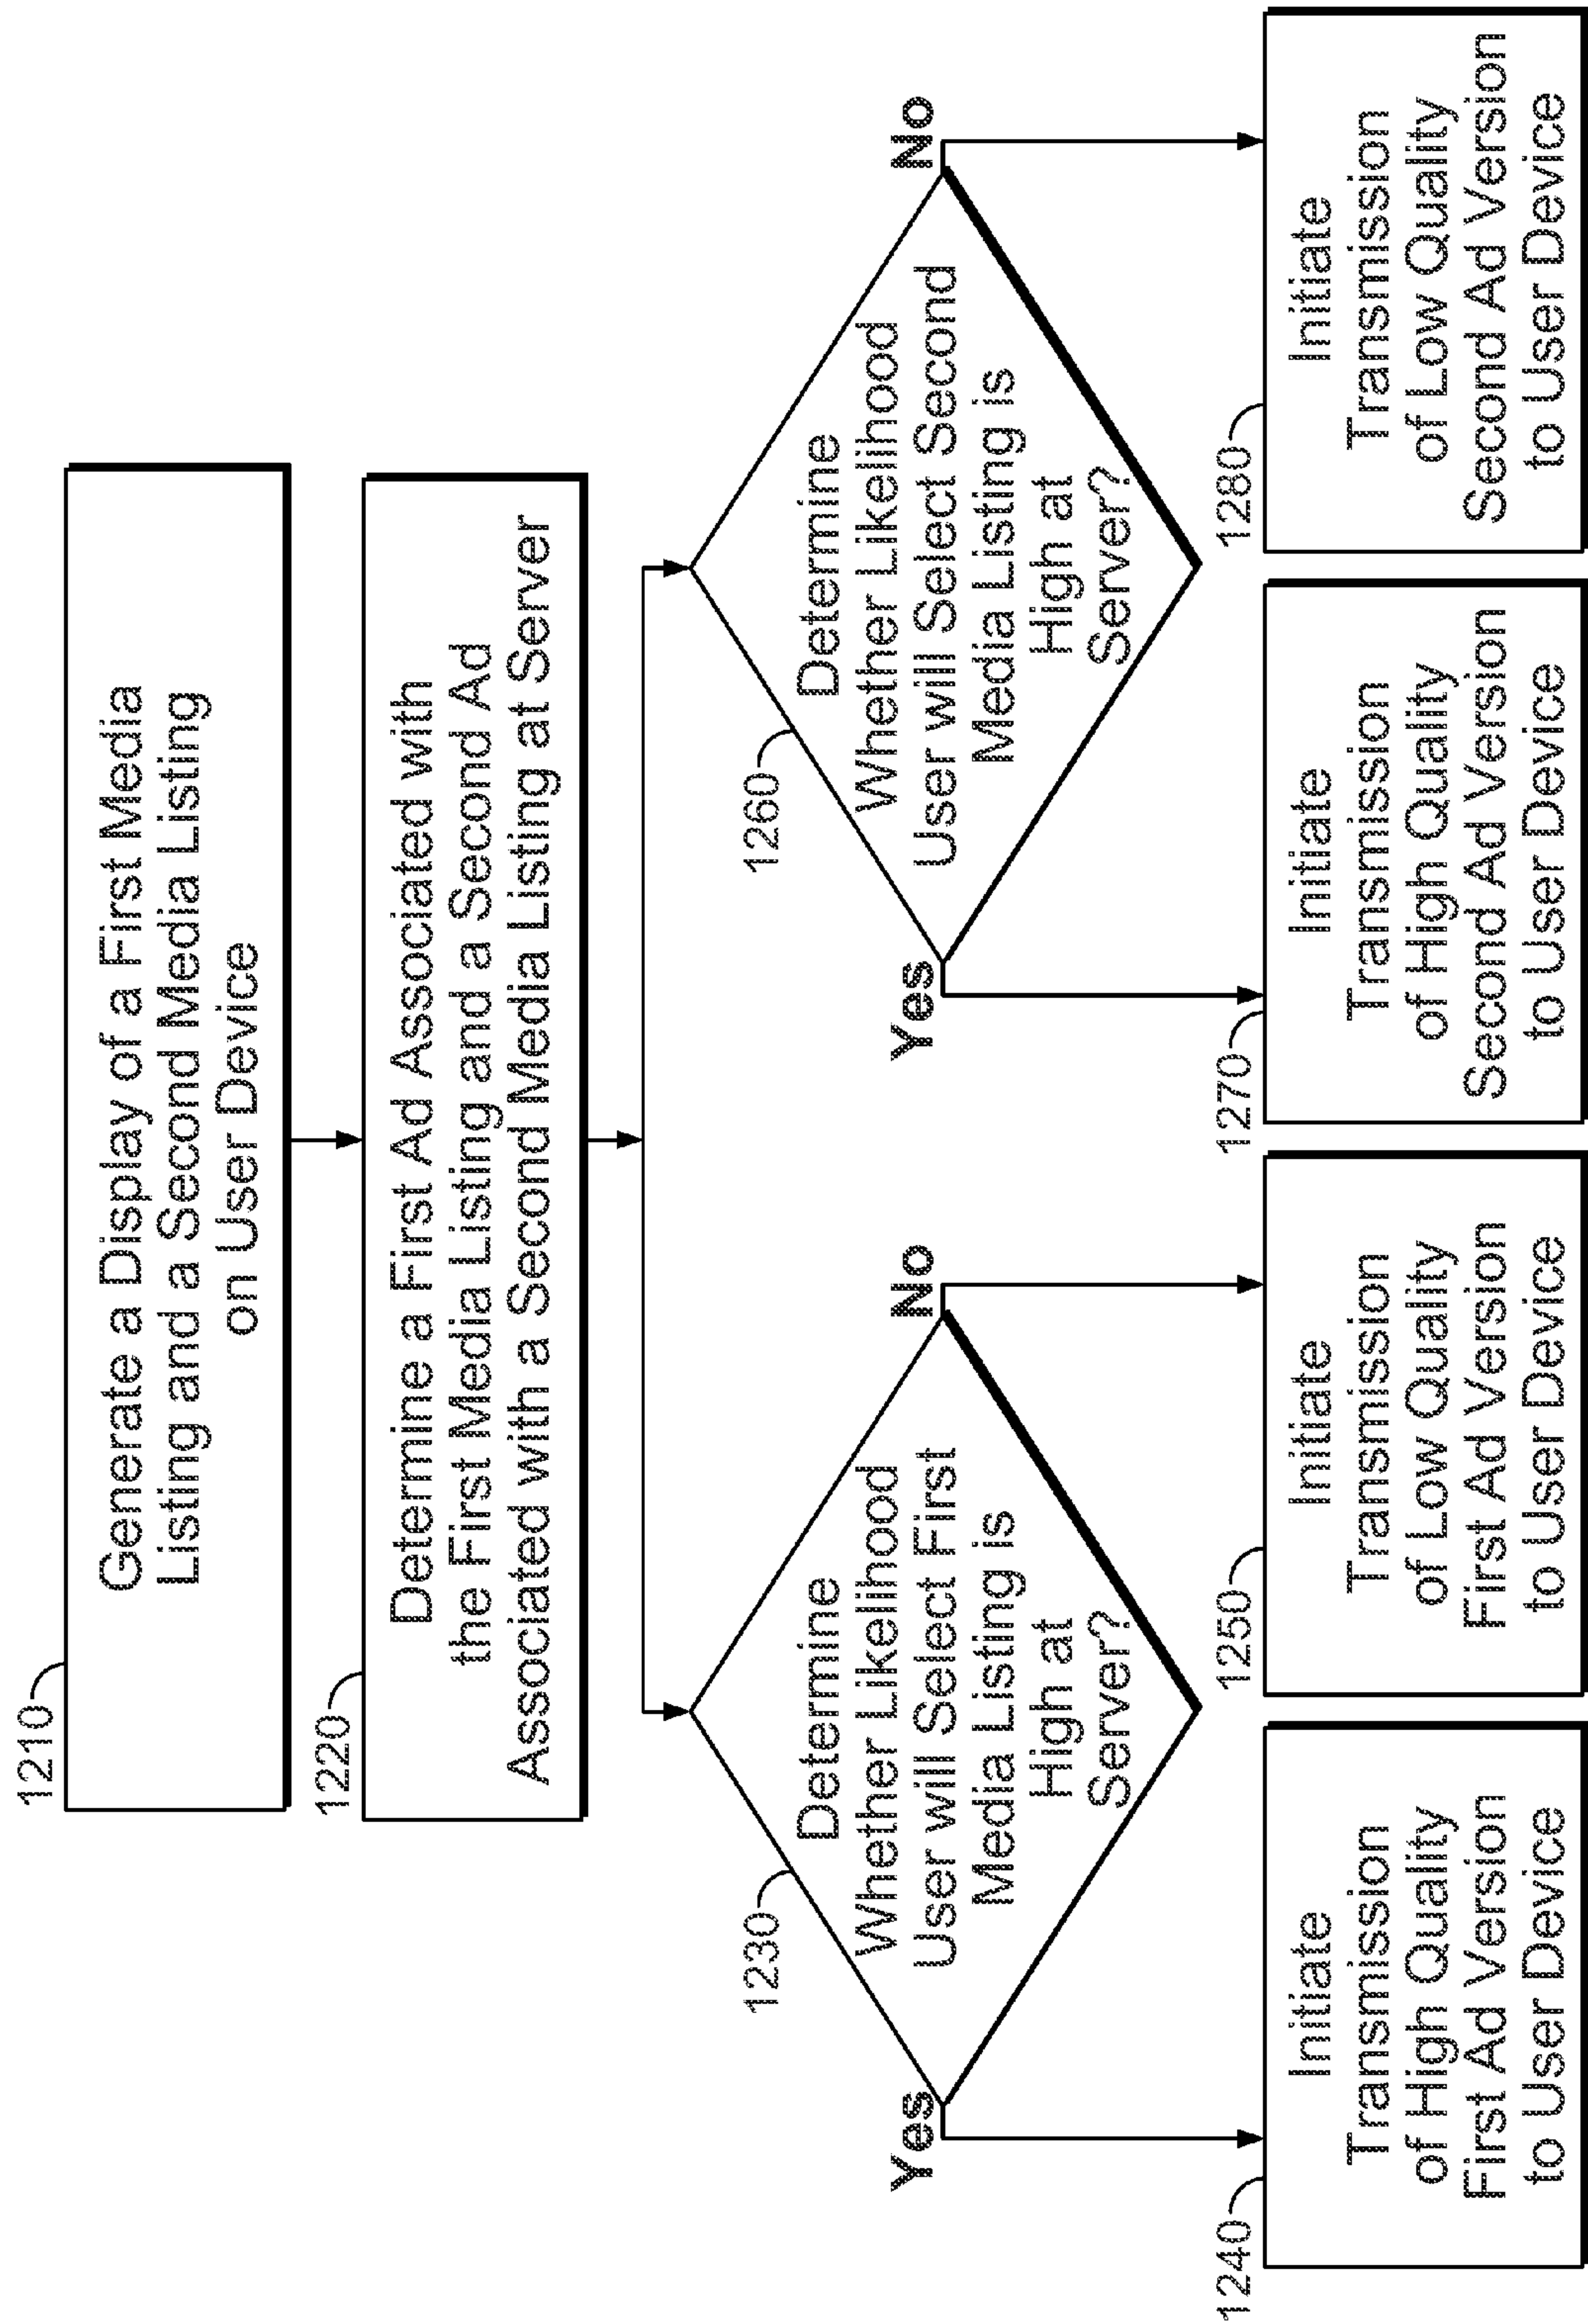 1210
Generate a Display of a First Media
Listing and a Second Media Listing
on User Device
1220
Determine a First Ad Associated with
the First Media Listing and a Second Ad
Associated with a Second Media Listing at Server
1230
Determine
Whether Likelihood
User will Select First
Media Listing is
High at
Server?
Yes
No
1260
Determine
Whether Likelihood
User will Select Second
Media Listing is
High at
Server?
Yes
No
1240
Initiate
Transmission
of High Quality
First Ad Version
to User Device
1250
Initiate
Transmission
of Low Quality
First Ad Version
to User Device
1270
Initiate
Transmission
of High Quality
Second Ad Version
to User Device
1280
Initiate
Transmission
of Low Quality
Second Ad Version
to User Device